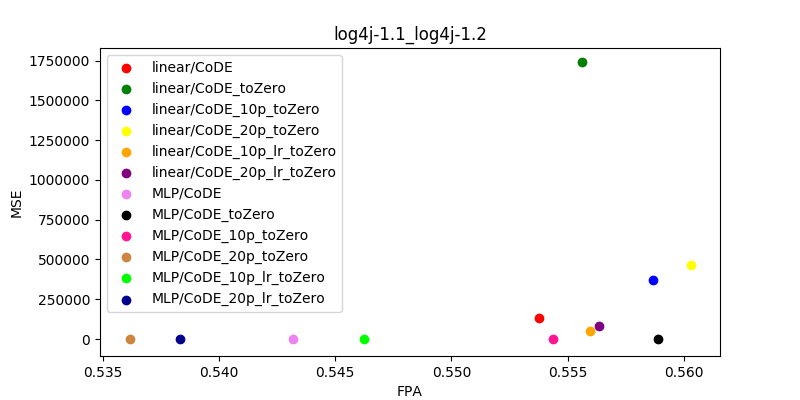 log4j-1.1_log4j-1.2
1750000
1500000
1250000
1000000
750000
500000
250000
0
MSE
linear/CoDE
linear/CoDE_toZero
linear/CoDE_10p_toZero
linear/CoDE_20p_toZero
linear/CoDE_10p_lr_toZero
linear/CoDE_20p_lr_toZero
MLP/CoDE
MLP/CoDE_toZero
MLP/CoDE_10p_toZero
MLP/CoDE_20p_toZero
MLP/CoDE_10p_lr_toZero
MLP/CoDE_20p_lr_toZero
0.535 0.540 0.545 0.550 0.555 0.560
FPA